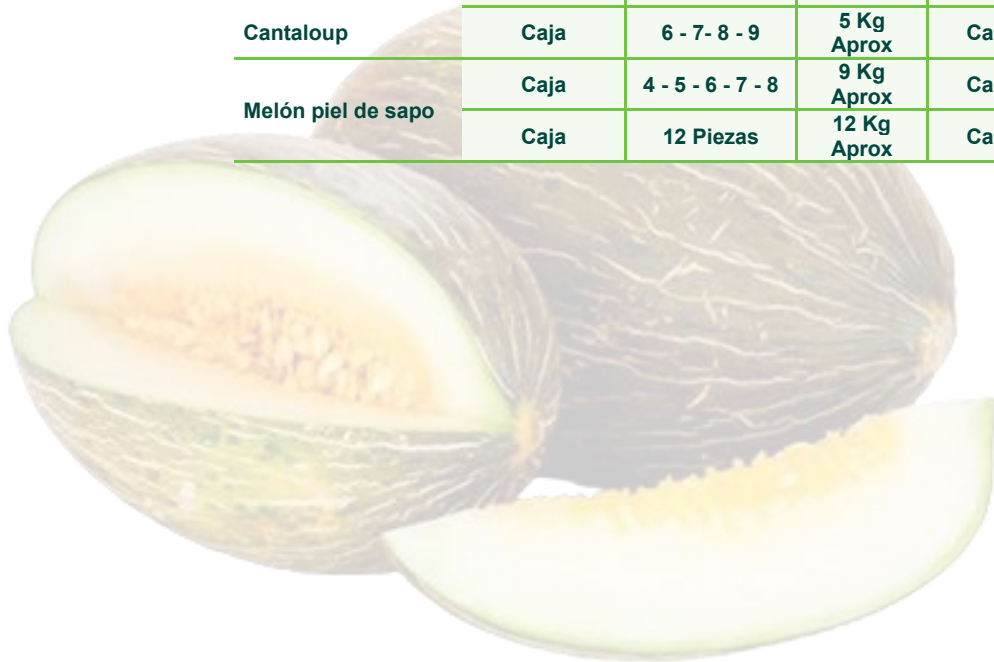 Cantaloup Caja 6 - 7- 8 - 9 5 Kg Aprox Ca
Melón piel de sapo Caja 4 - 5 - 6 - 7 - 8 9 Kg Aprox Ca
Caja 12 Piezas 12 Kg Aprox Ca